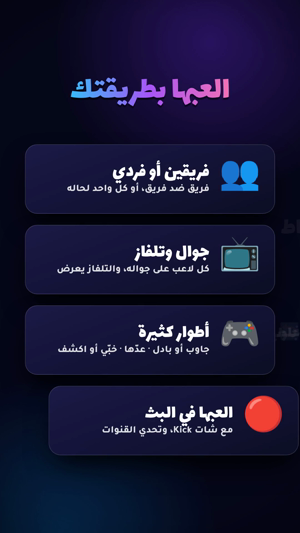 العبها بطريقتك
فريقين أو فردي
فريق ضد فريق، أو كل واحد لحاله
جوال وتلفاز
كل لاعب على جواله، والتلفاز يعرض
أطوار كثيرة
جاوب أو بادل · عدّها · خبّي أو اكشف
العبها في البث
مع شات Kick، وتحدي القنوات